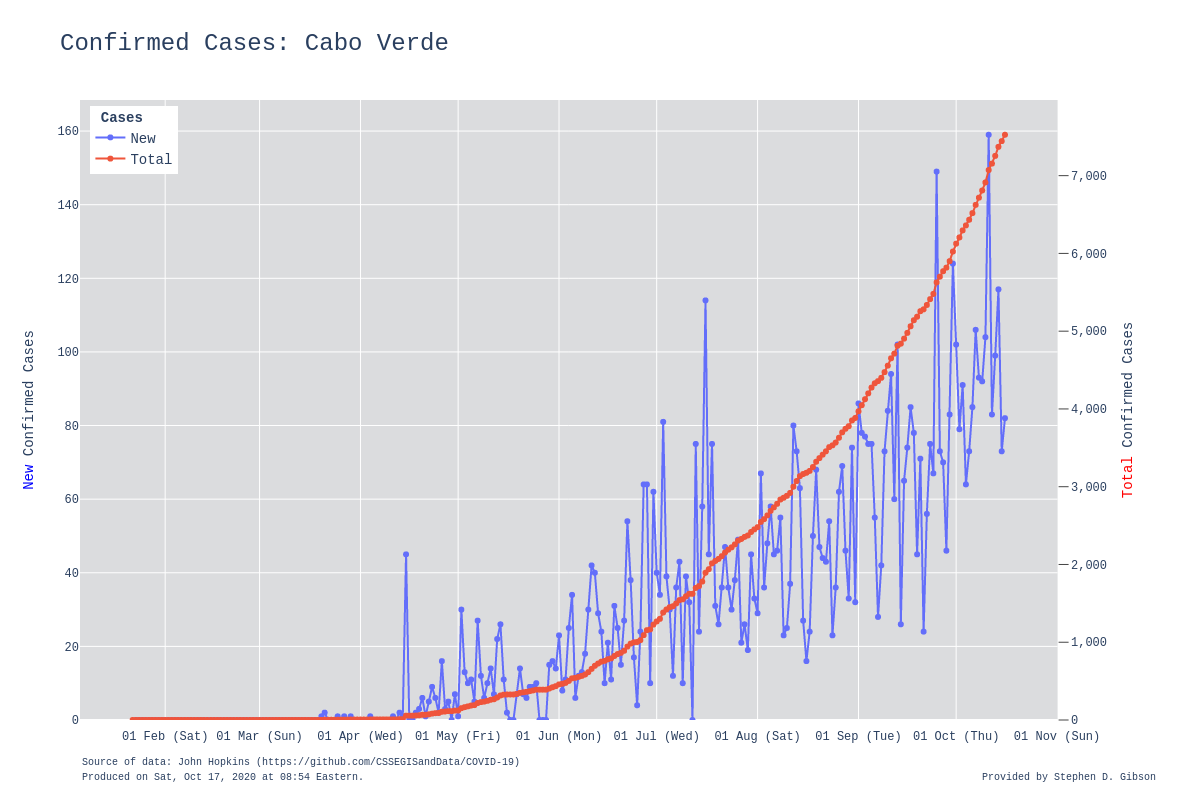 Confirmed Cases: Cabo Verde
Cases
New
Total
160
140
120
100
80
60
40
20
0
7,000
6,000
5,000
4,000
3,000
2,000
1,000
0
New Confirmed Cases
Total Confirmed Cases
01 Feb (Sat) 01 Mar (Sun) 01 Apr (Wed) 01 May (Fri) 01 Jun (Mon) 01 Jul (Wed) 01 Aug (Sat) 01 Sep (Tue) 01 Oct (Thu) 01 Nov (Sun)
Source of data: John Hopkins (https://github.com/CSSEGISandData/COVID-19)
Produced on Sat, Oct 17, 2020 at 08:54 Eastern.
Provided by Stephen D. Gibson